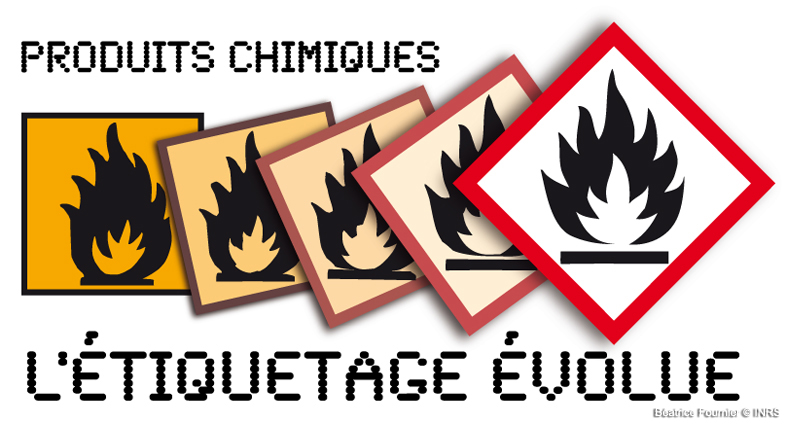 PRODUITS CHIMIQUES
L'ÉTIQUETAGE ÉVOLUE
Béatrice Fournier © INRS